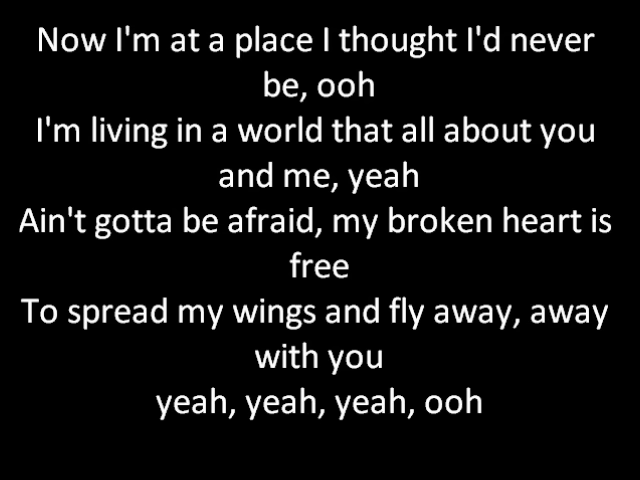 Now I'm at a place I thought I'd never
be, ooh
I'm living in a world that all about you
and me, yeah
Ain't gotta be afraid, my broken heart is
free
To spread my wings and fly away, away
with you
yeah, yeah, yeah, ooh